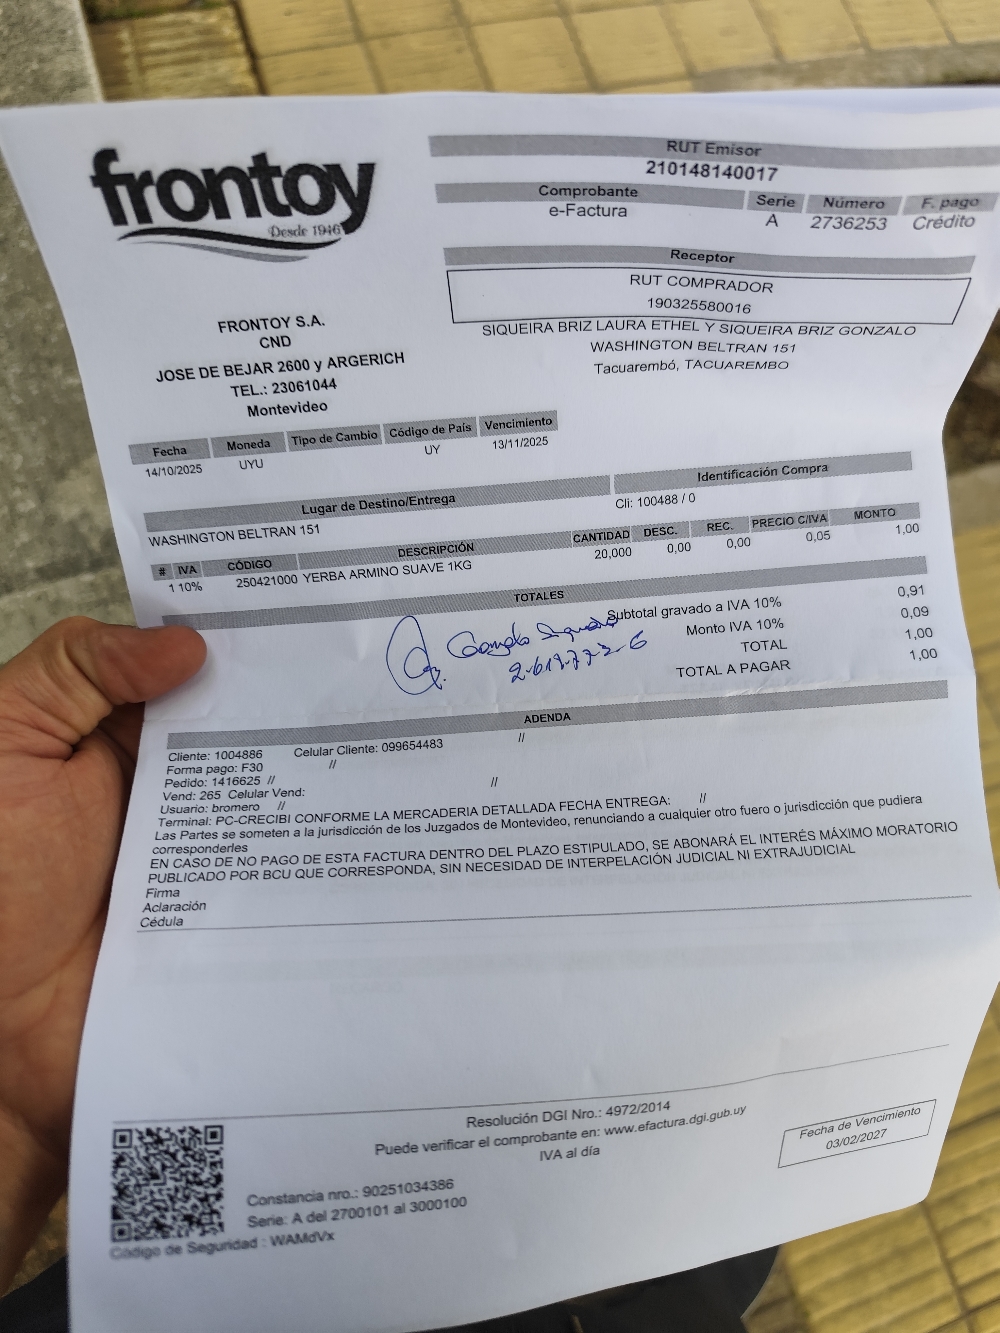 frontoy
Desde 1946
RUT Emisor
210148140017
Comprobante Serie Número F. pago
e-Factura A 2736253 Crédito
Receptor
RUT COMPRADOR
190325580016
SIQUEIRA BRIZ LAURA ETHEL Y SIQUEIRA BRIZ GONZALO
WASHINGTON BELTRAN 151
Tacuarembó, TACUAREMBO
FRONTOY S.A.
CND
JOSE DE BEJAR 2600 y ARGERICH
TEL.: 23061044
Montevideo
Fecha Moneda Tipo de Cambio Código de País Vencimiento
14/10/2025 UYU UY 13/11/2025
Lugar de Destino/Entrega Identificación Compra
WASHINGTON BELTRAN 151 Cli: 100488 / 0
# IVA CÓDIGO DESCRIPCIÓN CANTIDAD DESC. REC. PRECIO C/IVA MONTO
1 10% 250421000 YERBA ARMINO SUAVE 1KG 20,000 0,00 0,00 0,05 1,00
TOTALES
Subtotal gravado a IVA 10% 0,91
Monto IVA 10% 0,09
TOTAL 1,00
TOTAL A PAGAR 1,00
Gonzalo Siqueira
ADENDA
Cliente: 1004886 Celular Cliente: 099654483 //
Forma pago: F30 //
Pedido: 1416625 //
Vend: 265 Celular Vend: //
Usuario: bromero //
Terminal: PC-CRECIBI CONFORME LA MERCADERIA DETALLADA FECHA ENTREGA: //
Las Partes se someten a la jurisdicción de los Juzgados de Montevideo, renunciando a cualquier otro fuero o jurisdicción que pudiera
corresponderles
EN CASO DE NO PAGO DE ESTA FACTURA DENTRO DEL PLAZO ESTIPULADO, SE ABONARÁ EL INTERÉS MÁXIMO MORATORIO
PUBLICADO POR BCU QUE CORRESPONDA, SIN NECESIDAD DE INTERPELACIÓN JUDICIAL NI EXTRAJUDICIAL
Firma
Aclaración
Cédula
Resolución DGI Nro.: 4972/2014
Puede verificar el comprobante en: www.efactura.dgi.gub.uy
IVA al día
Fecha de Vencimiento
03/02/2027
Constancia nro.: 90251034386
Serie: A del 2700101 al 3000100
Código de Seguridad : WAMdVx